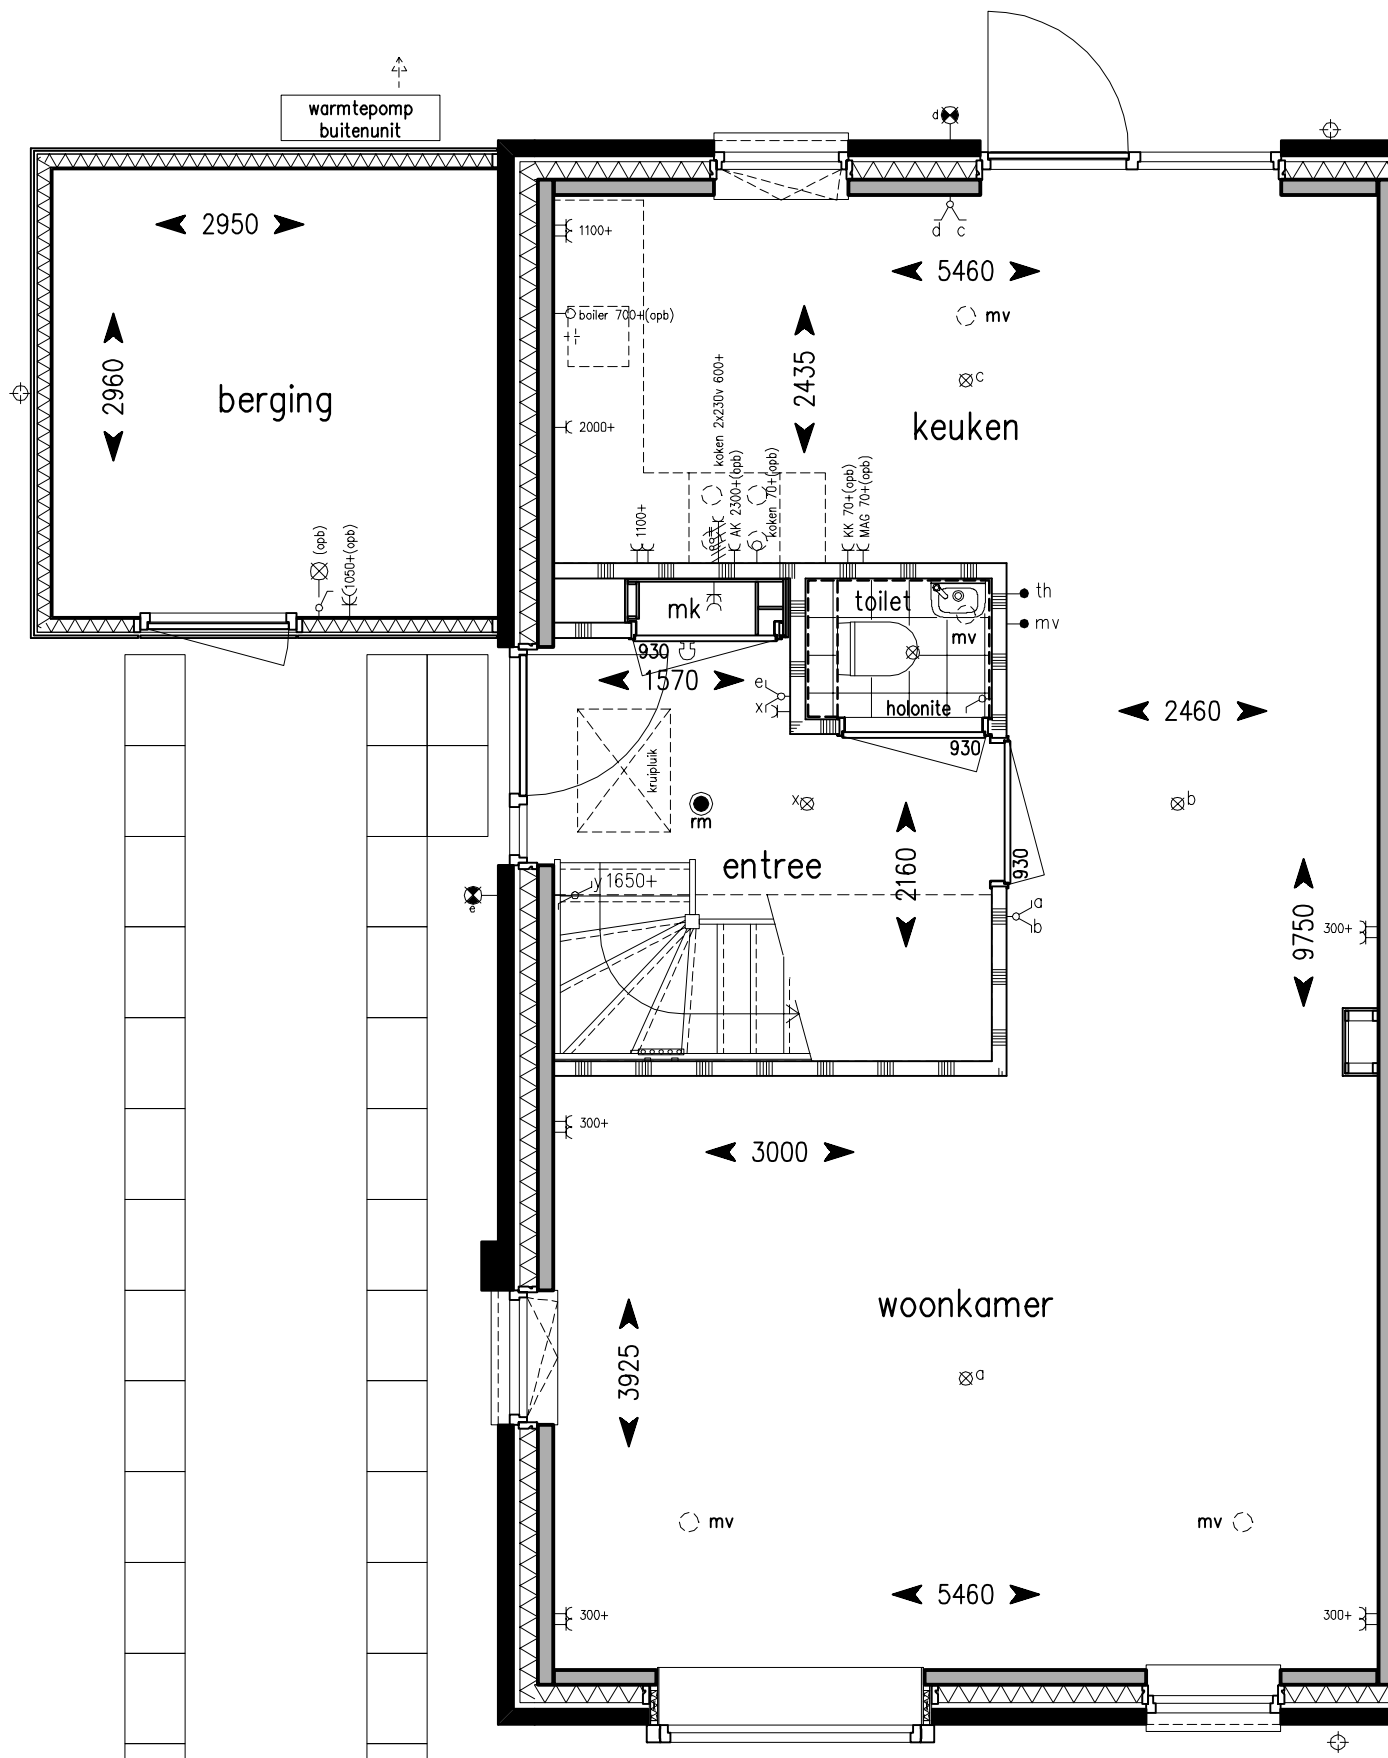 warmtepomp
buitenunit
d
2950
1100+
d c
5460
boiler 700+(opb)
mv
2960
berging
2435
c
keuken
2000+
koken 2x230v 600+
AK 2300+(opb)
koken 70+(opb)
KK 70+(opb)
MAG 70+(opb)
1100+
(opb)
1050+(opb)
mk
toilet
th
mv
mv
930
1570
e
x
holonite
2460
930
kruipluik
rm
x
b
entree
2160
930
y 1650+
e
a
b
9750
300+
300+
3000
woonkamer
3925
a
mv
mv
5460
300+
300+